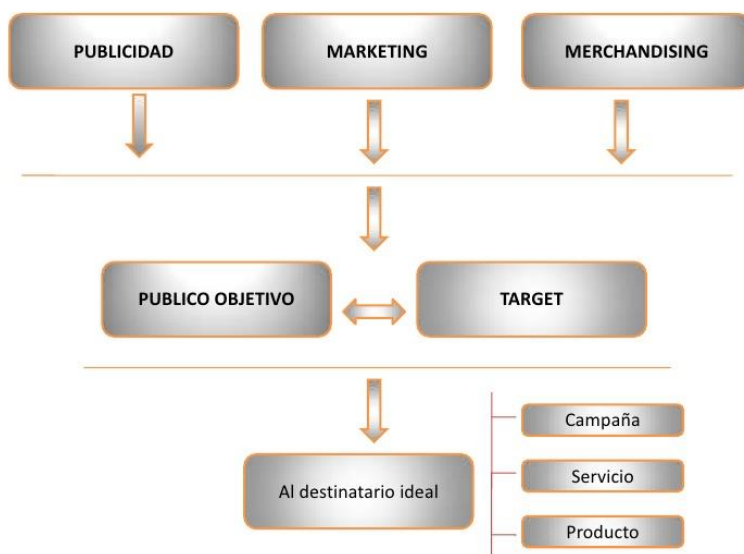 PUBLICIDAD
MARKETING
MERCHANDISING
PUBLICO OBJETIVO
TARGET
Al destinatario ideal
Campaña
Servicio
Producto